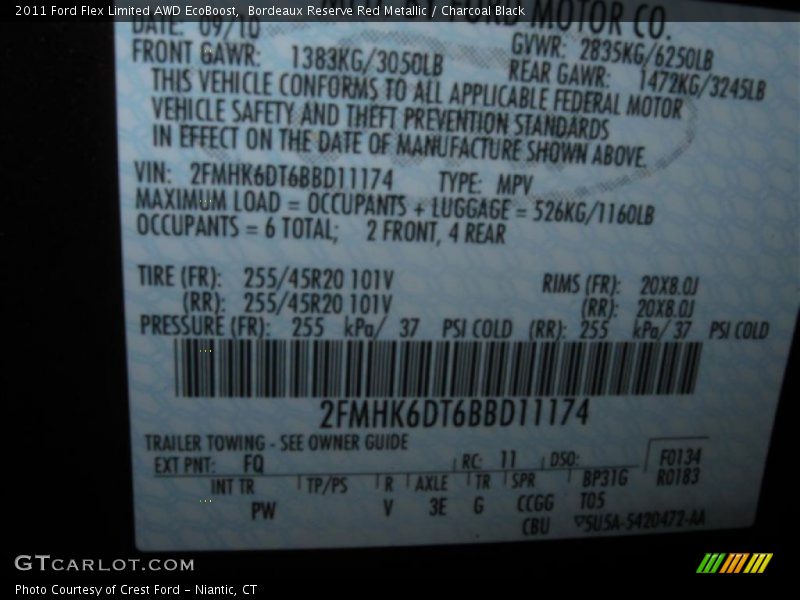 2011 Ford Flex Limited AWD EcoBoost, Bordeaux Reserve Red Metallic / Charcoal Black
FORD MOTOR CO.
DATE: 09/10
GVWR: 2835KG/6250LB
FRONT GAWR: 1383KG/3050LB
REAR GAWR: 1472KG/3245LB
THIS VEHICLE CONFORMS TO ALL APPLICABLE FEDERAL MOTOR
VEHICLE SAFETY AND THEFT PREVENTION STANDARDS
IN EFFECT ON THE DATE OF MANUFACTURE SHOWN ABOVE.
VIN: 2FMHK6DT6BBD11174 TYPE: MPV
MAXIMUM LOAD = OCCUPANTS + LUGGAGE = 526KG/1160LB
OCCUPANTS = 6 TOTAL; 2 FRONT, 4 REAR
TIRE (FR): 255/45R20 101V RIMS (FR): 20X8.0J
(RR): 255/45R20 101V (RR): 20X8.0J
PRESSURE (FR): 255 kPa/ 37 PSI COLD (RR): 255 kPa/ 37 PSI COLD
2FMHK6DT6BBD11174
TRAILER TOWING - SEE OWNER GUIDE
EXT PNT: FQ RC: 11 DSO: F0134
INT TR TP/PS R AXLE TR SPR BP31G R0183
PW V 3E G CCGG T05
CBU 5U5A-5420472-AA
GTCARLOT.COM
Photo Courtesy of Crest Ford - Niantic, CT